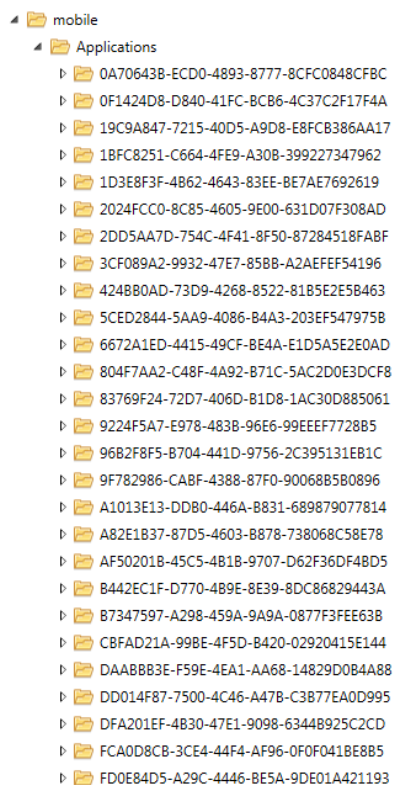 mobile
Applications
0A70643B-ECD0-4893-8777-8CFC0848CFBC
0F1424D8-D840-41FC-BCB6-4C37C2F17F4A
19C9A847-7215-40D5-A9D8-E8FCB386AA17
1BFC8251-C664-4FE9-A30B-399227347962
1D3E8F3F-4B62-4643-83EE-BE7AE7692619
2024FCC0-8C85-4605-9E00-631D07F308AD
2DD5AA7D-754C-4F41-8F50-87284518FABF
3CF089A2-9932-47E7-85BB-A2AEFEF54196
424BB0AD-73D9-4268-8522-81B5E2E5B463
5CED2844-5AA9-4086-B4A3-203EF547975B
6672A1ED-4415-49CF-BE4A-E1D5A5E2E0AD
804F7AA2-C48F-4A92-B71C-5AC2D0E3DCF8
83769F24-72D7-406D-B1D8-1AC30D885061
9224F5A7-E978-483B-96E6-99EEEF7728B5
96B2F8F5-B704-441D-9756-2C395131EB1C
9F782986-CABF-4388-87F0-90068B5B0896
A1013E13-DDB0-446A-B831-689879077814
A82E1B37-87D5-4603-B878-738068C58E78
AF50201B-45C5-4B1B-9707-D62F36DF4BD5
B442EC1F-D770-4B9E-8E39-8DC86829443A
B7347597-A298-459A-9A9A-0877F3FEE63B
CBFAD21A-99BE-4F5D-B420-02920415E144
DAABBB3E-F59E-4EA1-AA68-14829D0B4A88
DD014F87-7500-4C46-A47B-C3B77EA0D995
DFA201EF-4B30-47E1-9098-6344B925C2CD
FCA0D8CB-3CE4-44F4-AF96-0F0F041BE8B5
FD0E84D5-A29C-4446-BE5A-9DE01A421193